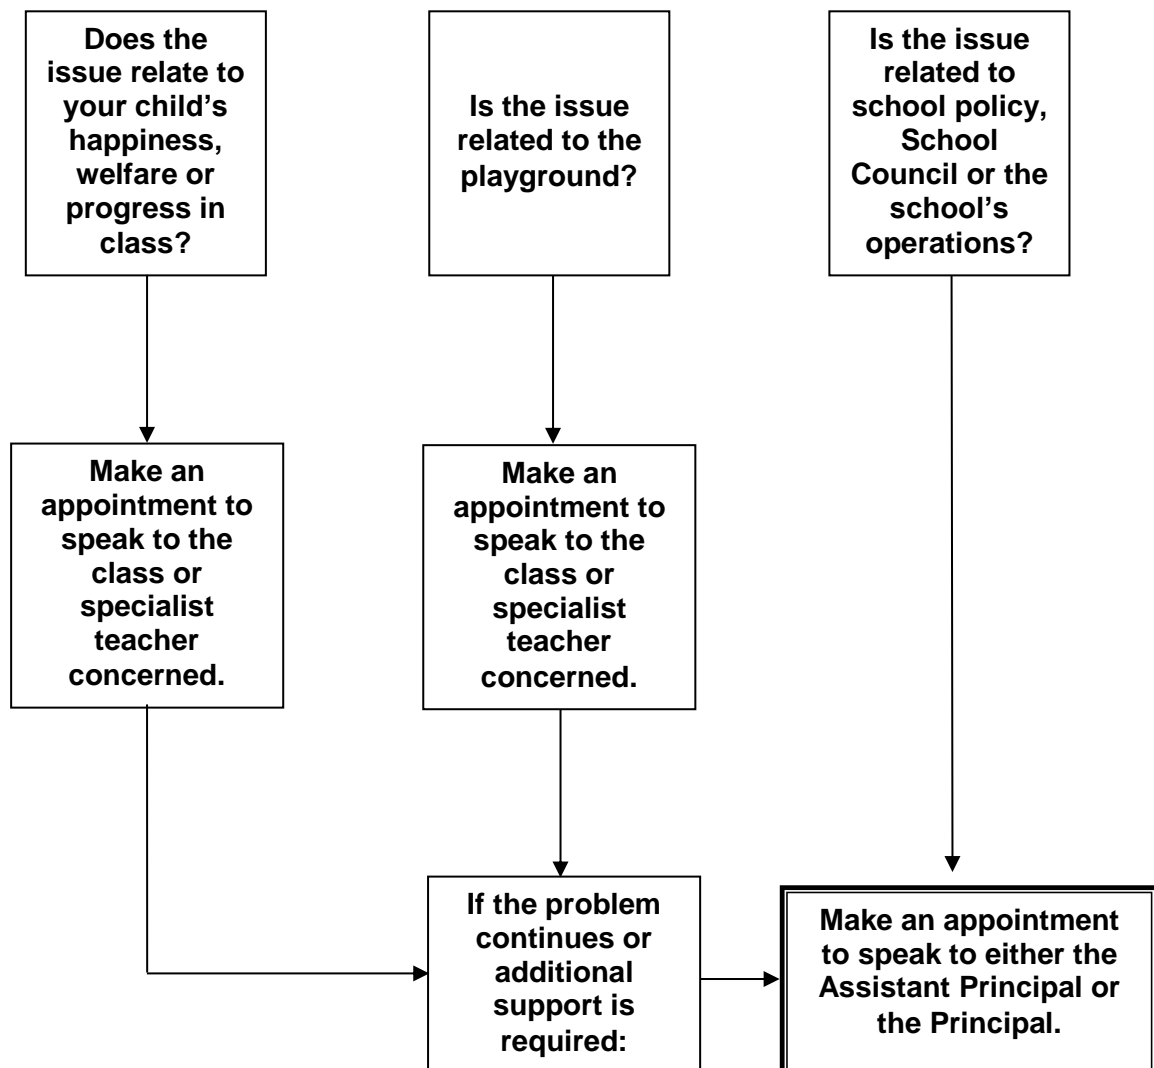 Does the
issue relate to
your child’s
happiness,
welfare or
progress in
class?
Is the issue
related to the
playground?
Is the issue
related to
school policy,
School
Council or the
school’s
operations?
Make an
appointment to
speak to the
class or
specialist
teacher
concerned.
Make an
appointment to
speak to the
class or
specialist
teacher
concerned.
If the problem
continues or
additional
support is
required:
Make an appointment
to speak to either the
Assistant Principal or
the Principal.